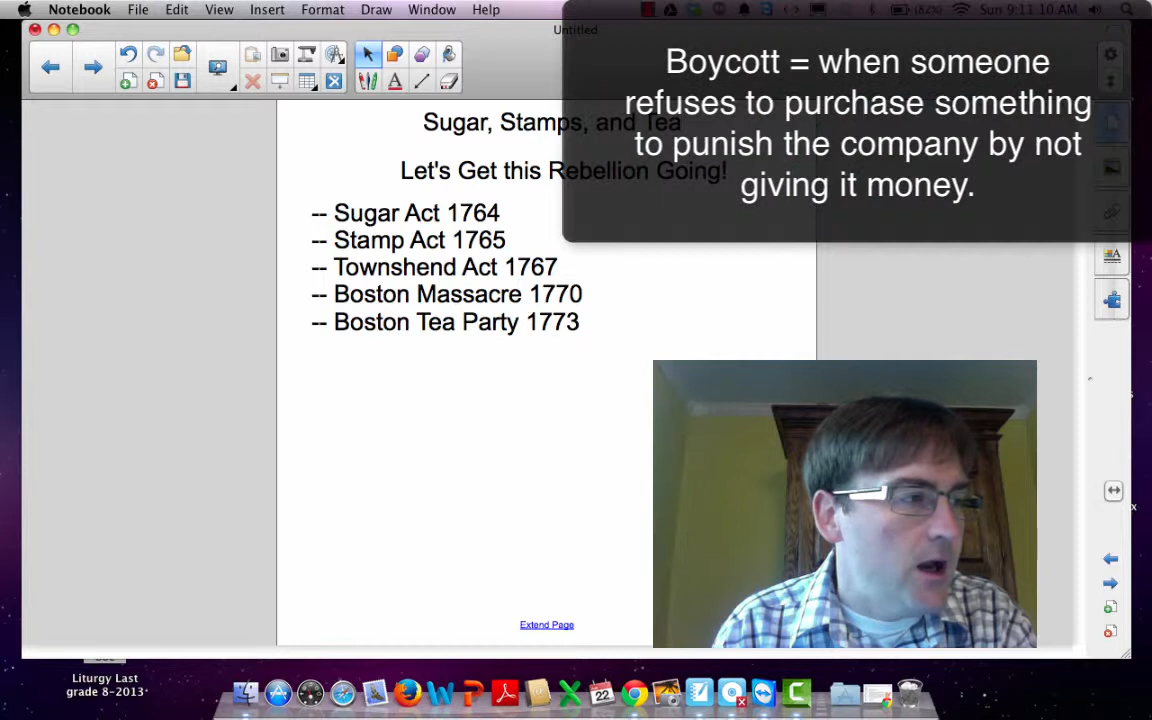 Notebook File Edit View Insert Format Draw Window Help
(82%) Sun 9:11:10 AM
Untitled
Boycott = when someone
refuses to purchase something
to punish the company by not
giving it money.
Sugar, Stamps, and Tea
Let's Get this Rebellion Going!
-- Sugar Act 1764
-- Stamp Act 1765
-- Townshend Act 1767
-- Boston Massacre 1770
-- Boston Tea Party 1773
Extend Page
Liturgy Last
grade 8-2013